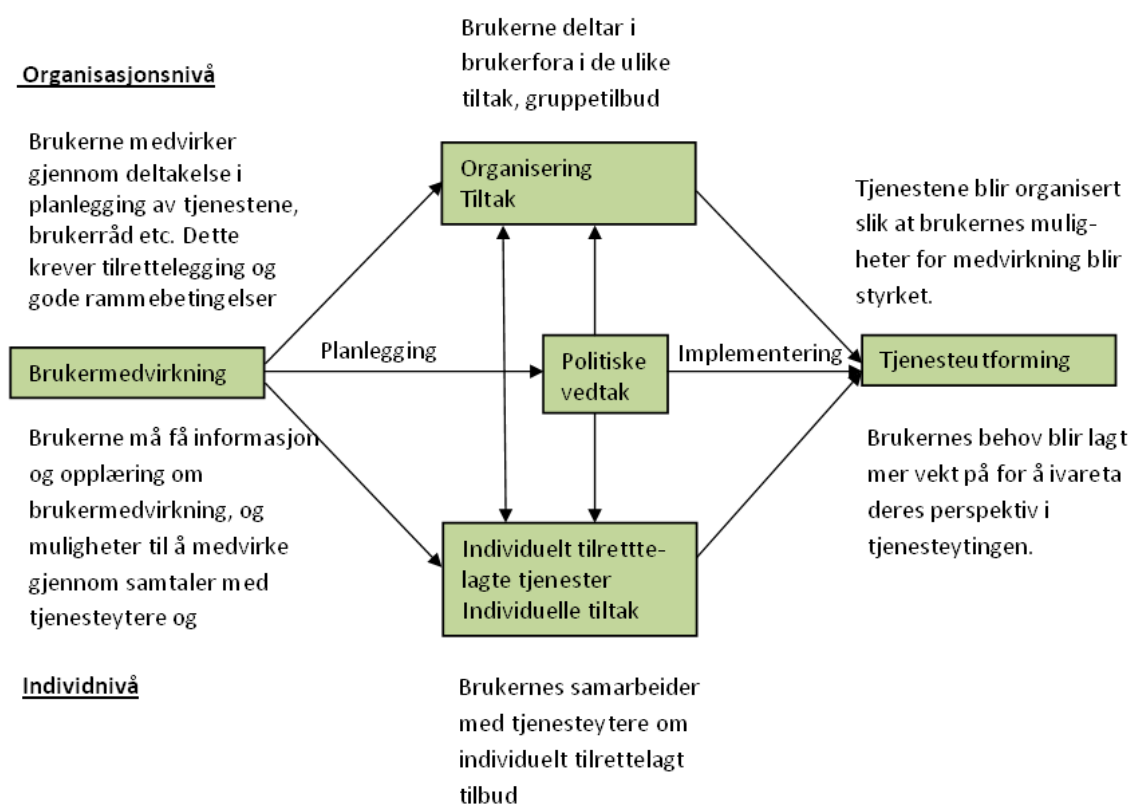 Brukerne deltar i
brukerfora i de ulike
tiltak, gruppetilbud
Organisasjonsnivå
Brukerne medvirker
gjennom deltakelse i
planlegging av tjenestene,
brukerråd etc. Dette
krever tilrettelegging og
gode rammebetingelser
Organisering
Tiltak
Tjenestene blir organisert
slik at brukernes mulig-
heter for medvirkning blir
styrket.
Brukermedvirkning
Planlegging
Politiske
vedtak
Implementering
Tjenesteutforming
Brukerne må få informasjon
og opplæring om
brukermedvirkning, og
muligheter til å medvirke
gjennom samtaler med
tjenesteytere og
Individuelt tilrettte-
lagte tjenester
Individuelle tiltak
Brukernes behov blir lagt
mer vekt på for å ivareta
deres perspektiv i
tjenesteytingen.
Individnivå
Brukernes samarbeider
med tjenesteytere om
individuelt tilrettelagt
tilbud